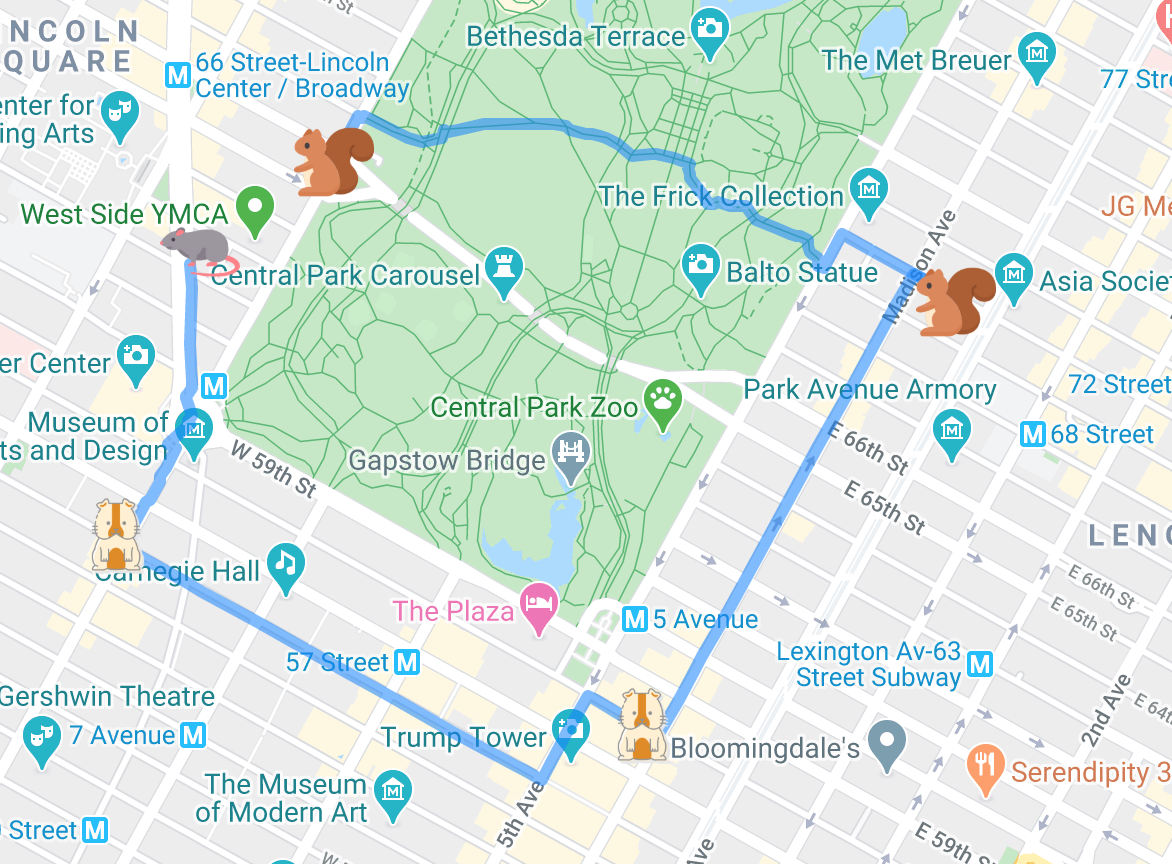 NCOLN
QUARE
66 Street-Lincoln
Center / Broadway
Bethesda Terrace
The Met Breuer
77 Stre
enter for
ing Arts
West Side YMCA
The Frick Collection
JG Me
Madison Ave
Central Park Carousel
Balto Statue
Asia Societ
er Center
Park Avenue Armory
72 Street
Museum of
ts and Design
Central Park Zoo
E 66th St
68 Street
W 59th St
Gapstow Bridge
E 65th St
LENO
Carnegie Hall
E 66th St
The Plaza
5 Avenue
E 65th St
57 Street
Lexington Av-63
Street Subway
Gershwin Theatre
2nd Ave
E 64t
7 Avenue
Trump Tower
Bloomingdale's
Serendipity 3
The Museum
of Modern Art
5th Ave
Street
E 59th St
Ave